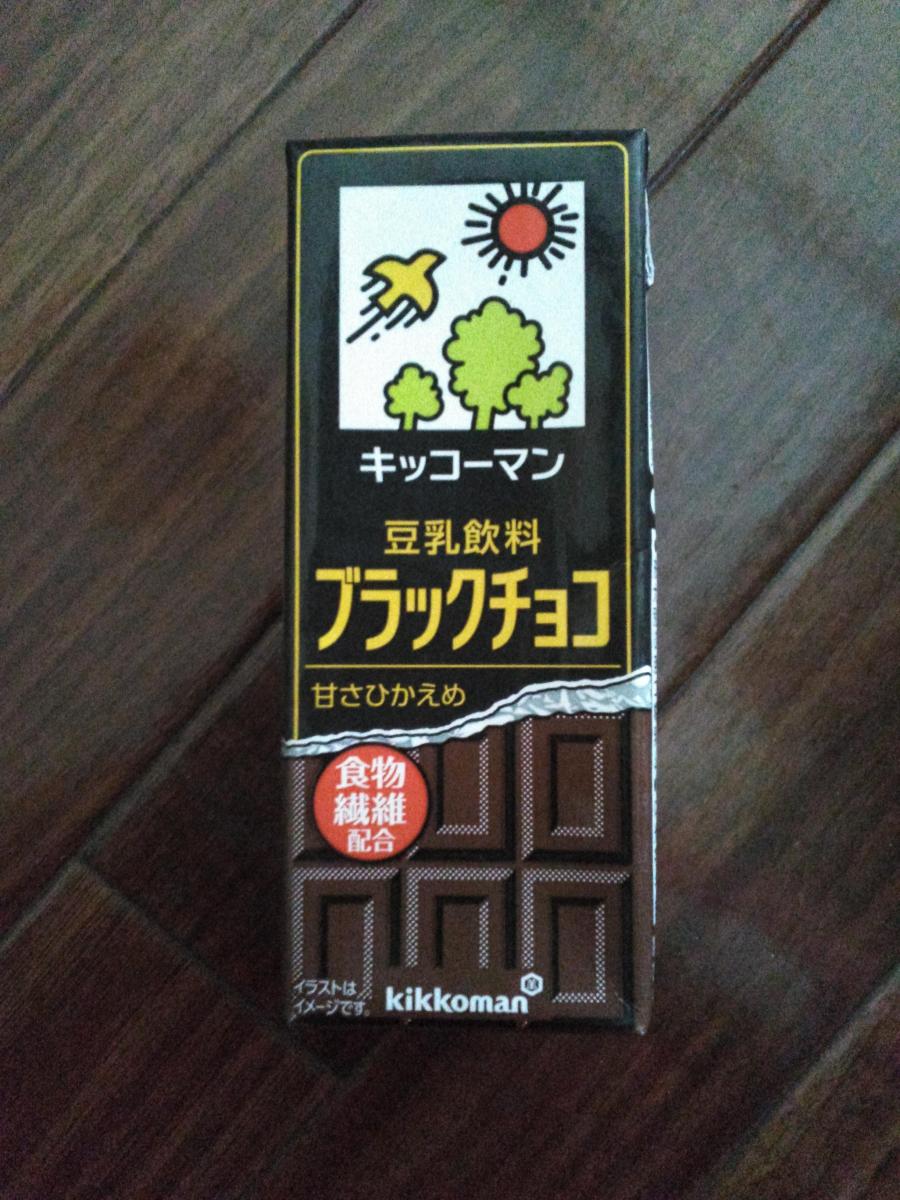 キッコーマン
豆乳飲料
ブラックチョコ
甘さひかえめ
食物
繊維
配合
イラストは
イメージです。
kikkoman